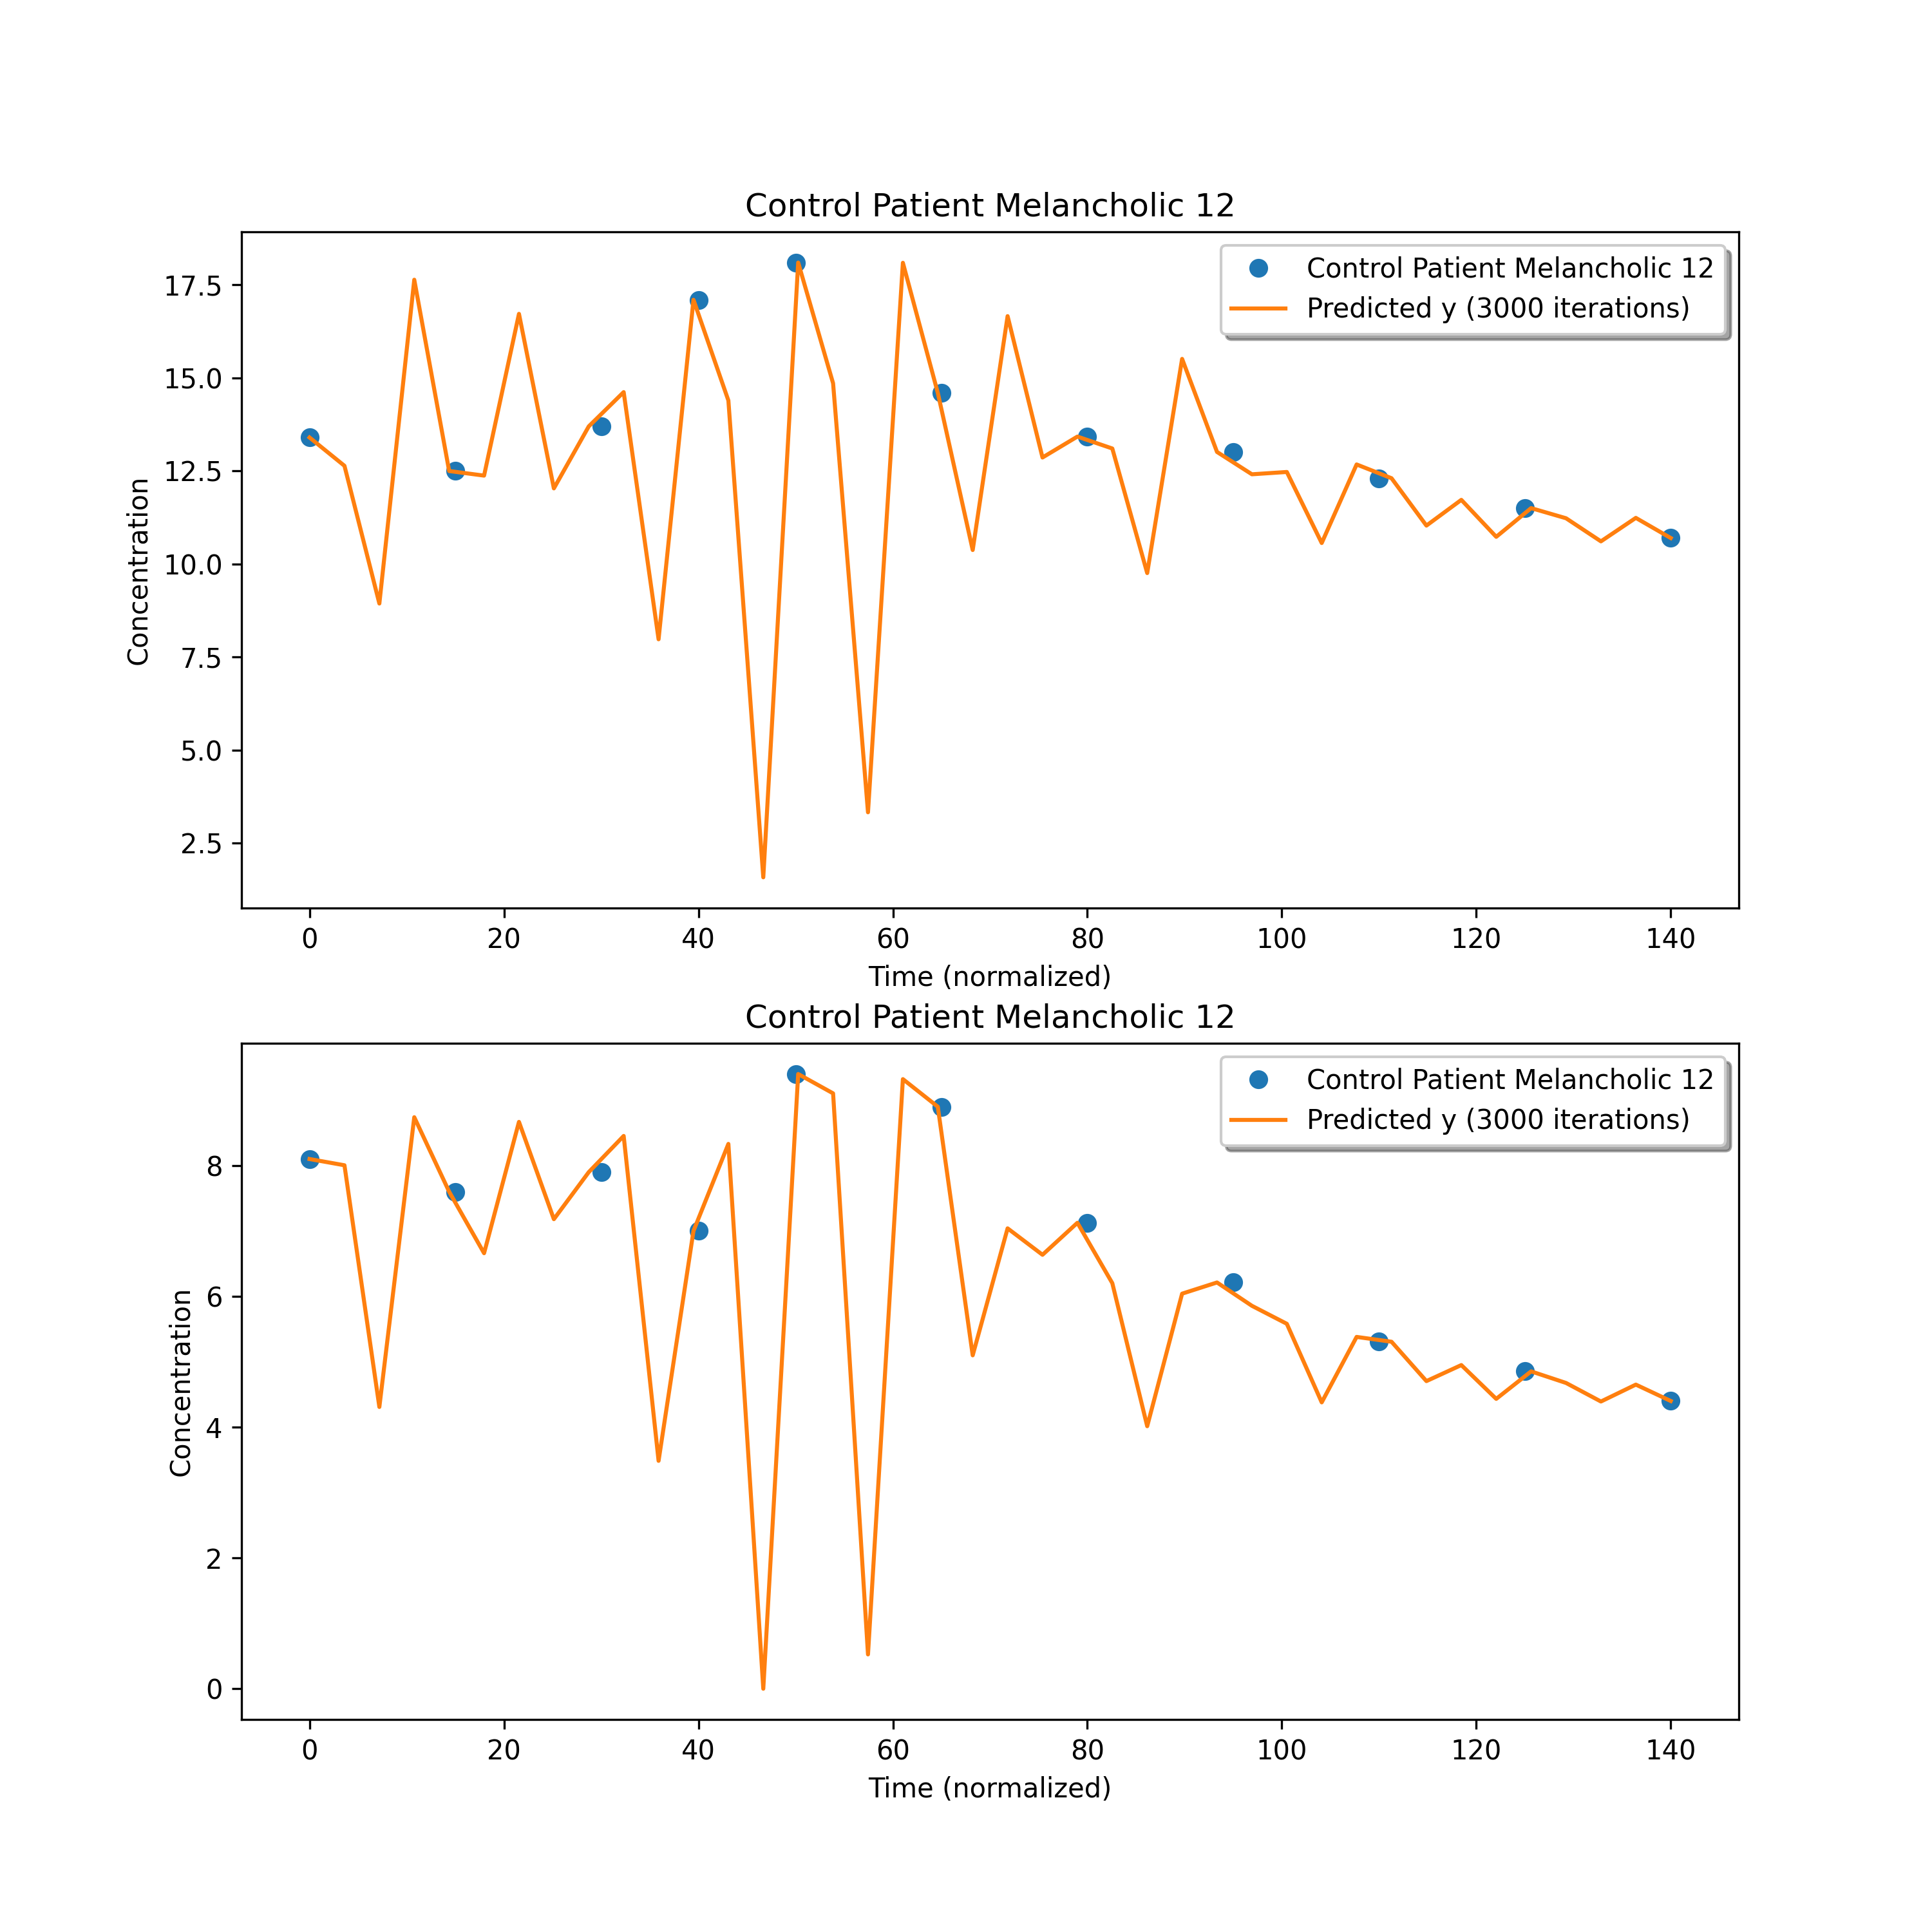 Control Patient Melancholic 12
Control Patient Melancholic 12
Predicted y (3000 iterations)
17.5
15.0
12.5
10.0
7.5
5.0
2.5
Concentration
0 20 40 60 80 100 120 140
Time (normalized)
Control Patient Melancholic 12
Control Patient Melancholic 12
Predicted y (3000 iterations)
8
6
4
2
0
Concentration
0 20 40 60 80 100 120 140
Time (normalized)